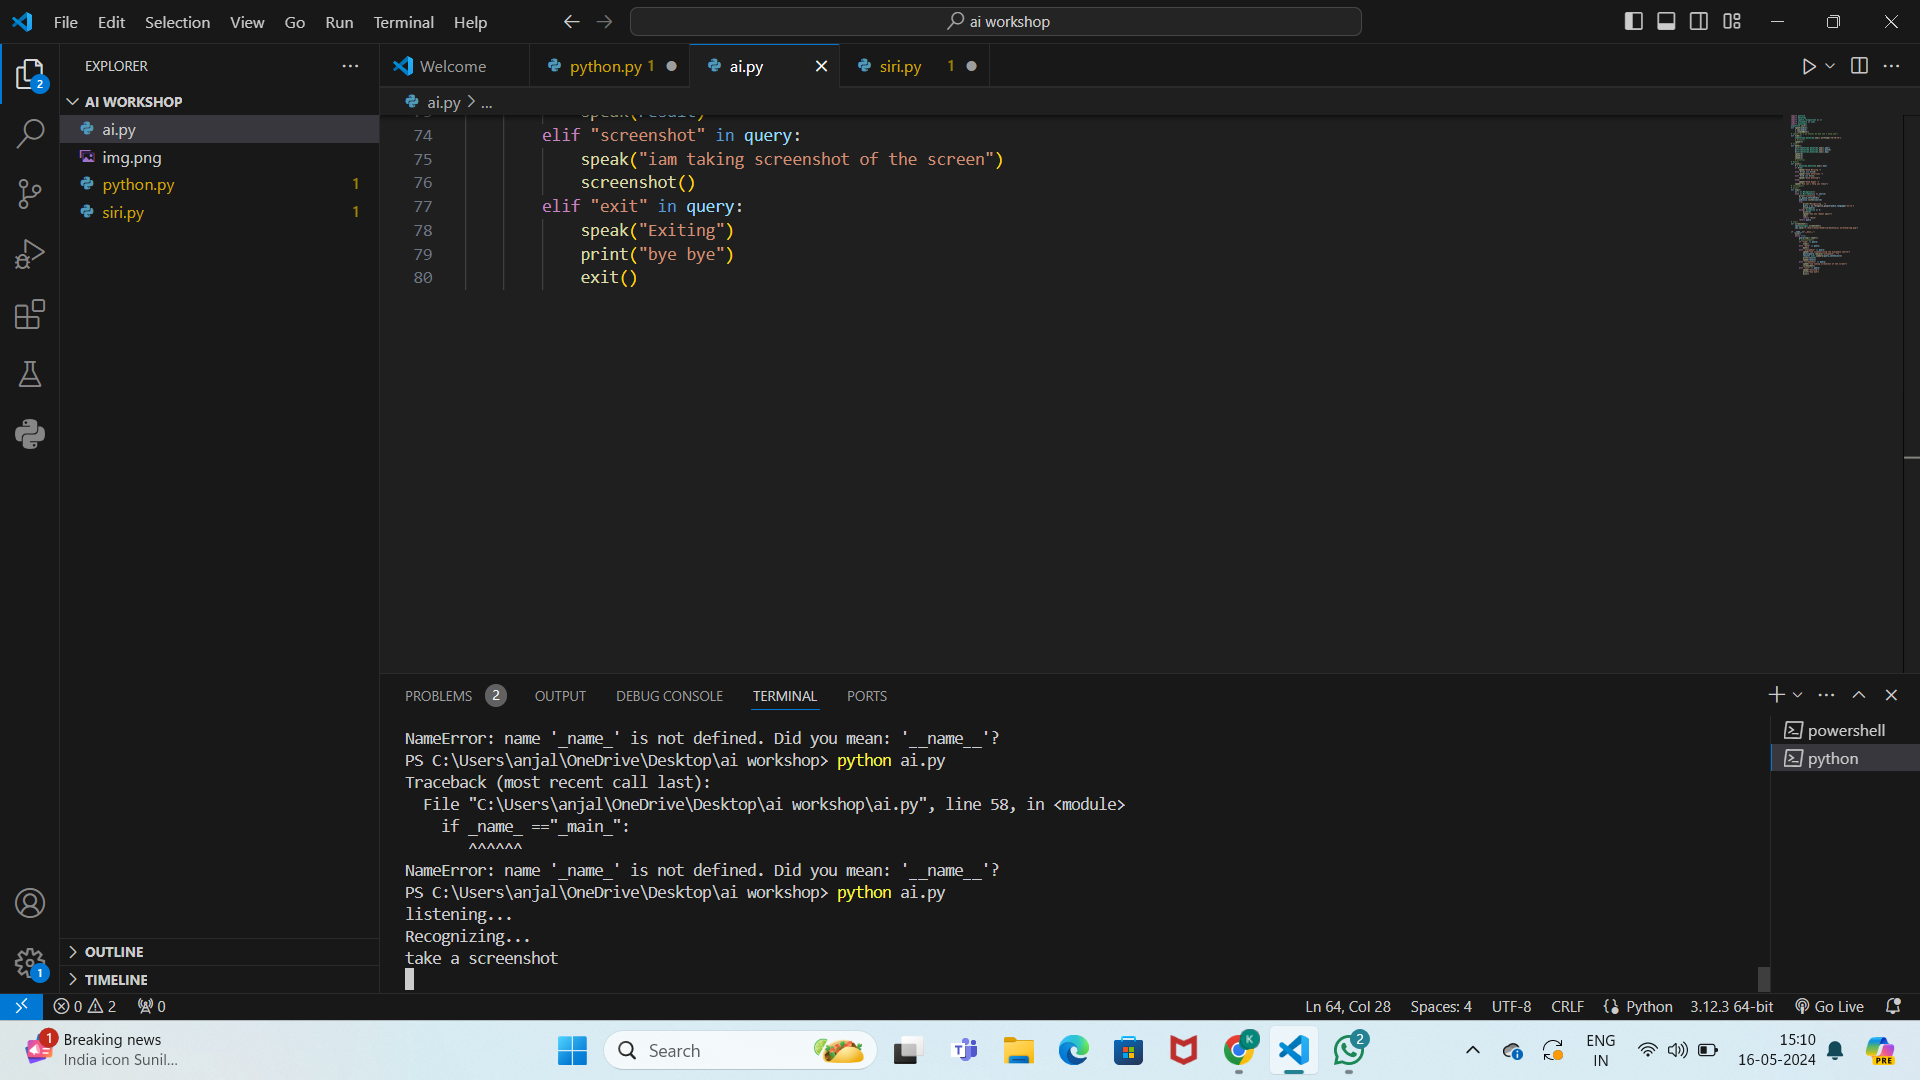 File Edit Selection View Go Run Terminal Help
ai workshop
EXPLORER
Welcome
python.py 1
ai.py
siri.py 1
AI WORKSHOP
ai.py > ...
ai.py
img.png
python.py 1
siri.py 1
2
speak(result)
74 elif "screenshot" in query:
75 speak("iam taking screenshot of the screen")
76 screenshot()
77 elif "exit" in query:
78 speak("Exiting")
79 print("bye bye")
80 exit()
PROBLEMS 2 OUTPUT DEBUG CONSOLE TERMINAL PORTS
NameError: name '_name_' is not defined. Did you mean: '__name__'?
PS C:\Users\anjal\OneDrive\Desktop\ai workshop> python ai.py
Traceback (most recent call last):
File "C:\Users\anjal\OneDrive\Desktop\ai workshop\ai.py", line 58, in <module>
if _name_ =="_main_":
^^^^^^
NameError: name '_name_' is not defined. Did you mean: '__name__'?
PS C:\Users\anjal\OneDrive\Desktop\ai workshop> python ai.py
listening...
Recognizing...
take a screenshot
powershell
python
OUTLINE
TIMELINE
1
0 2 0
Ln 64, Col 28 Spaces: 4 UTF-8 CRLF Python 3.12.3 64-bit Go Live
1
Breaking news
India icon Sunil...
Search
K
2
PRE
ENG
IN
15:10
16-05-2024